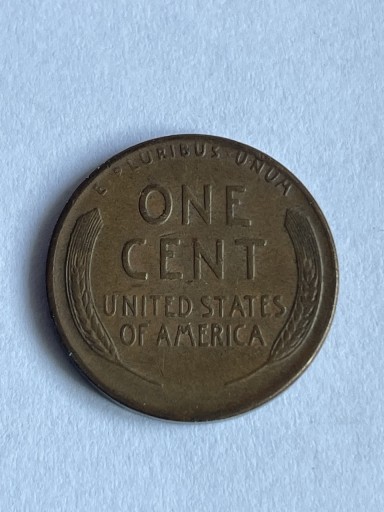 E·PLURIBUS·UNUM
ONE
CENT
UNITED STATES
OF AMERICA